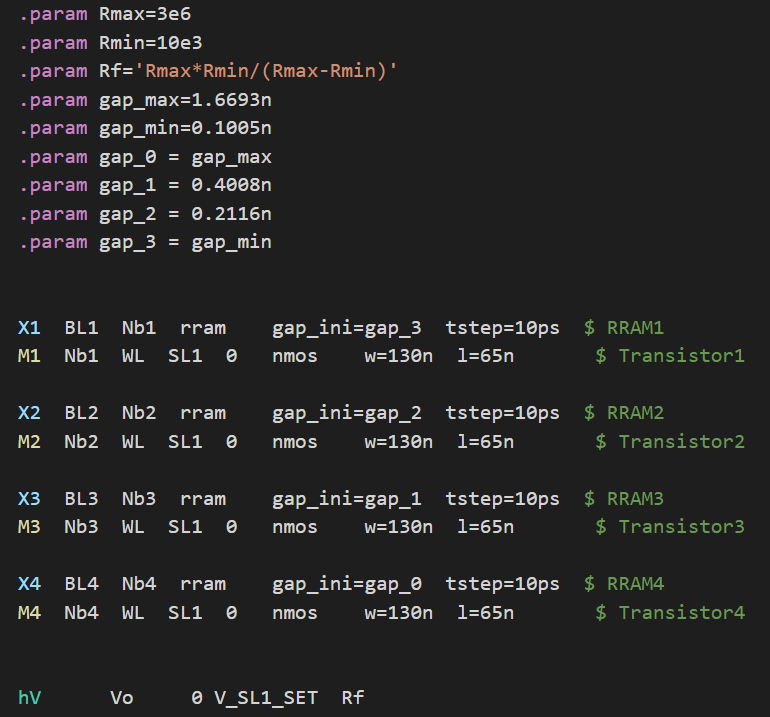 .param Rmax=3e6
.param Rmin=10e3
.param Rf='Rmax*Rmin/(Rmax-Rmin)'
.param gap_max=1.6693n
.param gap_min=0.1005n
.param gap_0 = gap_max
.param gap_1 = 0.4008n
.param gap_2 = 0.2116n
.param gap_3 = gap_min
X1 BL1 Nb1 rram gap_ini=gap_3 tstep=10ps $ RRAM1
M1 Nb1 WL SL1 0 nmos w=130n l=65n $ Transistor1
X2 BL2 Nb2 rram gap_ini=gap_2 tstep=10ps $ RRAM2
M2 Nb2 WL SL1 0 nmos w=130n l=65n $ Transistor2
X3 BL3 Nb3 rram gap_ini=gap_1 tstep=10ps $ RRAM3
M3 Nb3 WL SL1 0 nmos w=130n l=65n $ Transistor3
X4 BL4 Nb4 rram gap_ini=gap_0 tstep=10ps $ RRAM4
M4 Nb4 WL SL1 0 nmos w=130n l=65n $ Transistor4
hV Vo 0 V_SL1_SET Rf